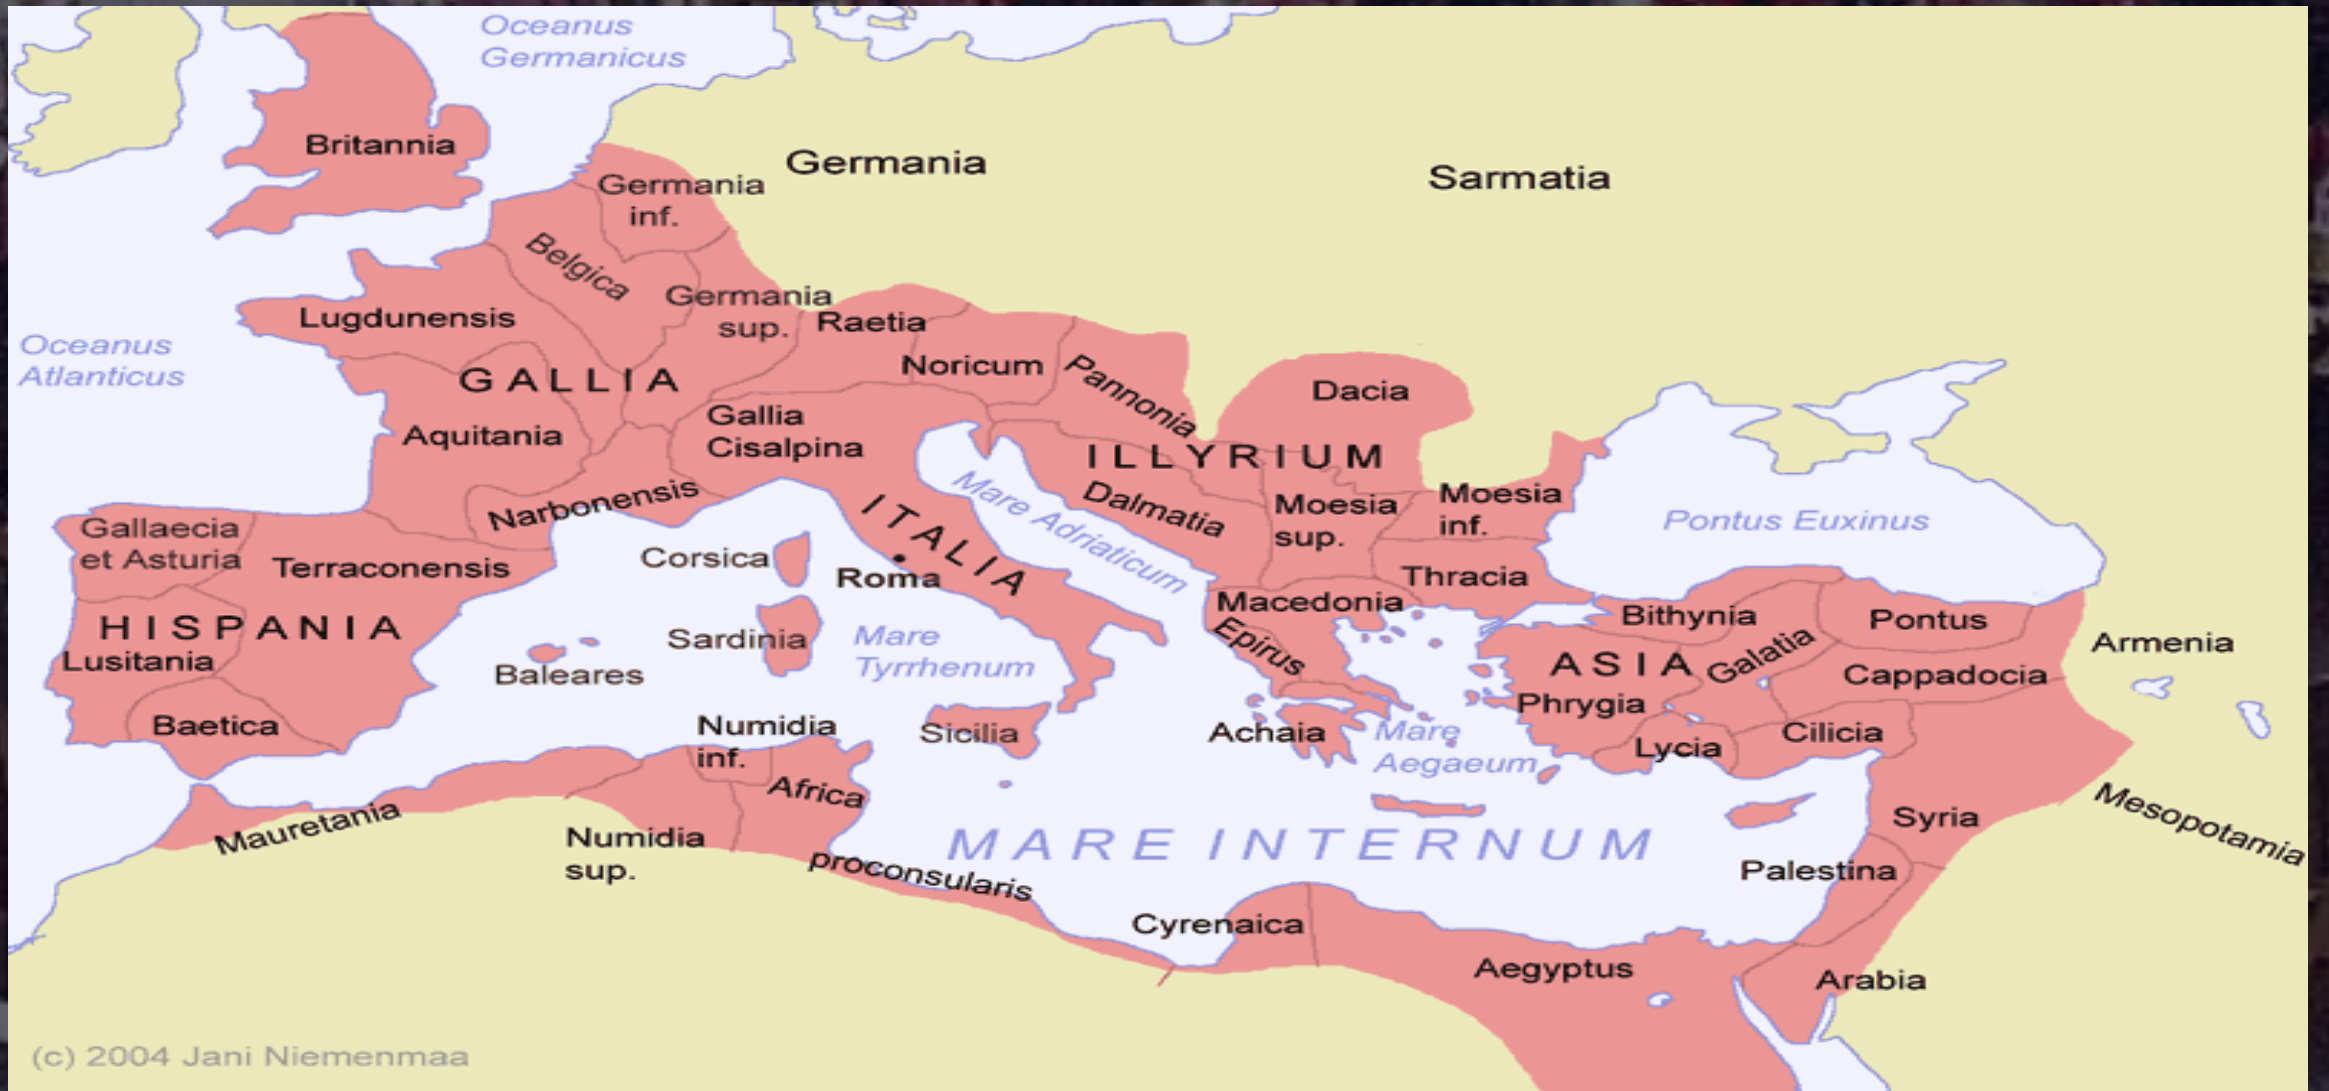 Oceanus
Germanicus
Britannia
Germania
Sarmatia
Germania
inf.
Belgica
Germania
sup.
Lugdunensis
Raetia
Oceanus
Atlanticus
GALLIA
Noricum
Pannonia
Dacia
Gallia
Cisalpina
Aquitania
ILLYRIUM
Narbonensis
ITALIA
Mare Adriaticum
Dalmatia
Moesia
sup.
Moesia
inf.
Pontus Euxinus
Gallaecia
et Asturia
Terraconensis
Corsica
Roma
Thracia
Macedonia
Bithynia
Pontus
HISPANIA
Lusitania
Baleares
Sardinia
Mare
Tyrrhenum
Epirus
ASIA
Galatia
Armenia
Cappadocia
Phrygia
Baetica
Numidia
inf.
Sicilia
Achaia
Mare
Aegaeum
Lycia
Cilicia
Africa
Mauretania
Numidia
sup.
proconsularis
MARE INTERNUM
Syria
Mesopotamia
Palestina
Cyrenaica
Aegyptus
Arabia
(c) 2004 Jani Niemenmaa